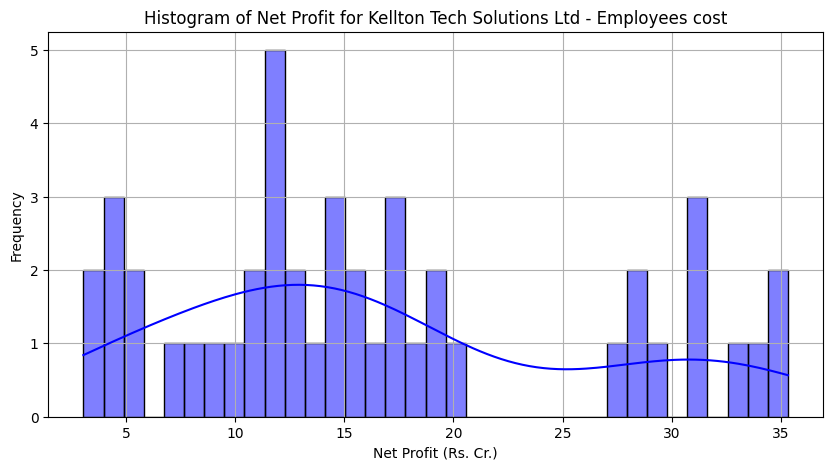 Histogram of Net Profit for Kellton Tech Solutions Ltd - Employees cost
Frequency
5
4
3
2
1
0
5 10 15 20 25 30 35
Net Profit (Rs. Cr.)